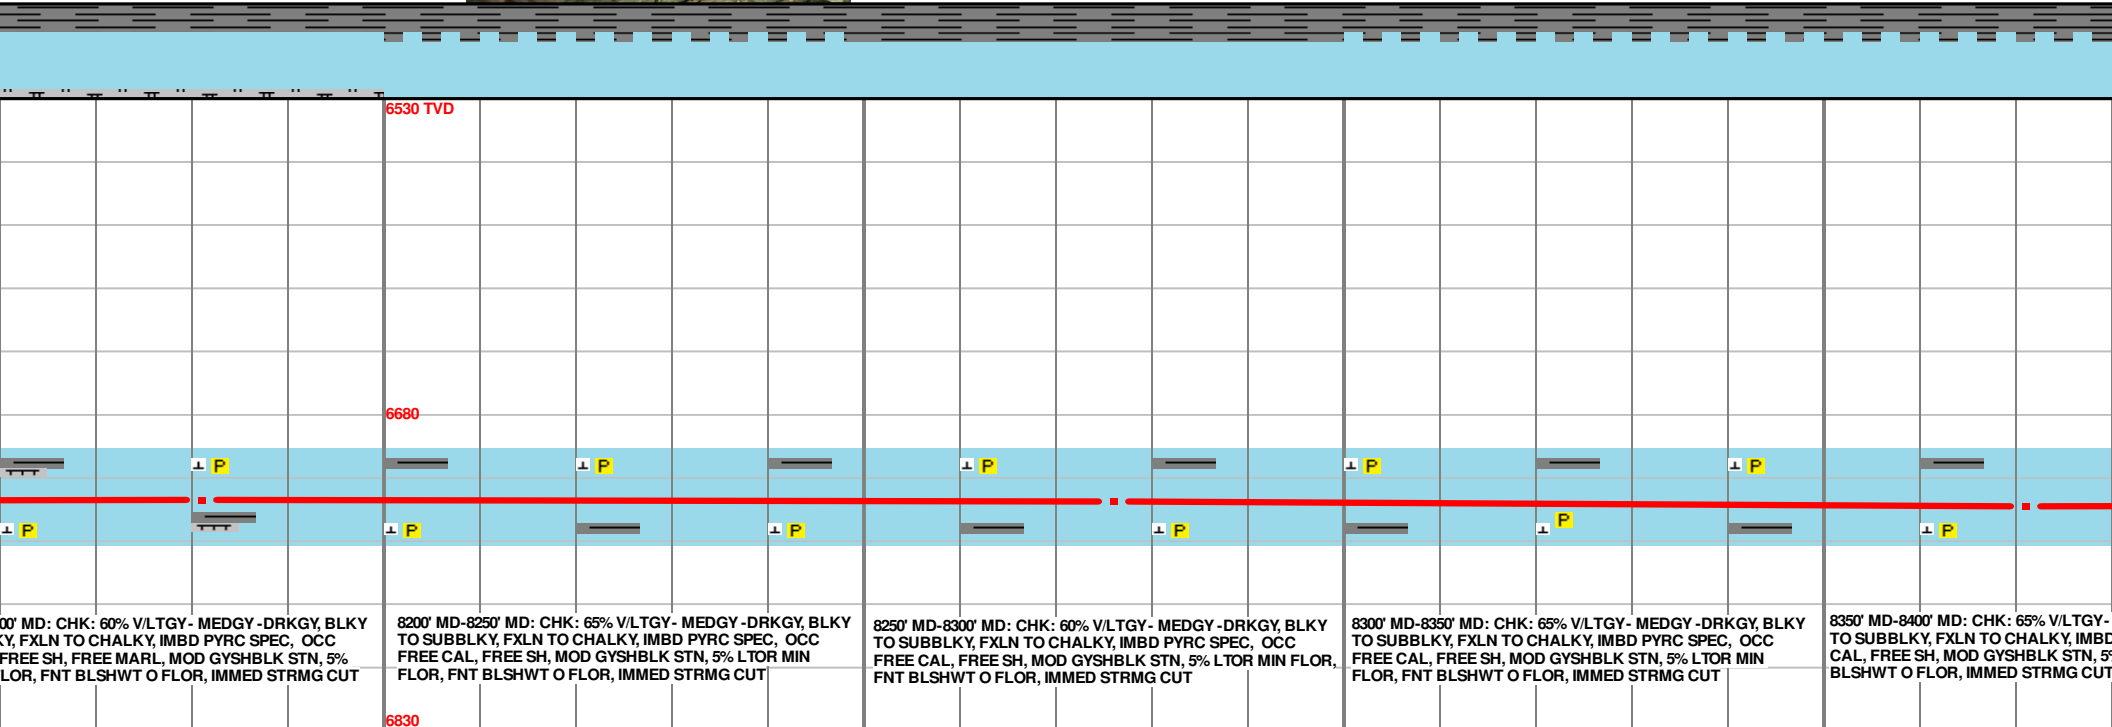 6530 TVD
6680
P
P
P
P
P
P
P
P
P
P
P
00' MD: CHK: 60% V/LTGY- MEDGY -DRKGY, BLKY
KY, FXLN TO CHALKY, IMBD PYRC SPEC, OCC
FREE SH, FREE MARL, MOD GYSHBLK STN, 5%
LOR, FNT BLSHWT O FLOR, IMMED STRMG CUT
8200' MD-8250' MD: CHK: 65% V/LTGY- MEDGY -DRKGY, BLKY
TO SUBBLKY, FXLN TO CHALKY, IMBD PYRC SPEC, OCC
FREE CAL, FREE SH, MOD GYSHBLK STN, 5% LTOR MIN
FLOR, FNT BLSHWT O FLOR, IMMED STRMG CUT
8250' MD-8300' MD: CHK: 60% V/LTGY- MEDGY -DRKGY, BLKY
TO SUBBLKY, FXLN TO CHALKY, IMBD PYRC SPEC, OCC
FREE CAL, FREE SH, MOD GYSHBLK STN, 5% LTOR MIN FLOR,
FNT BLSHWT O FLOR, IMMED STRMG CUT
8300' MD-8350' MD: CHK: 65% V/LTGY- MEDGY -DRKGY, BLKY
TO SUBBLKY, FXLN TO CHALKY, IMBD PYRC SPEC, OCC
FREE CAL, FREE SH, MOD GYSHBLK STN, 5% LTOR MIN
FLOR, FNT BLSHWT O FLOR, IMMED STRMG CUT
8350' MD-8400' MD: CHK: 65% V/LTGY-
TO SUBBLKY, FXLN TO CHALKY, IMBD
CAL, FREE SH, MOD GYSHBLK STN, 5%
BLSHWT O FLOR, IMMED STRMG CUT
6830